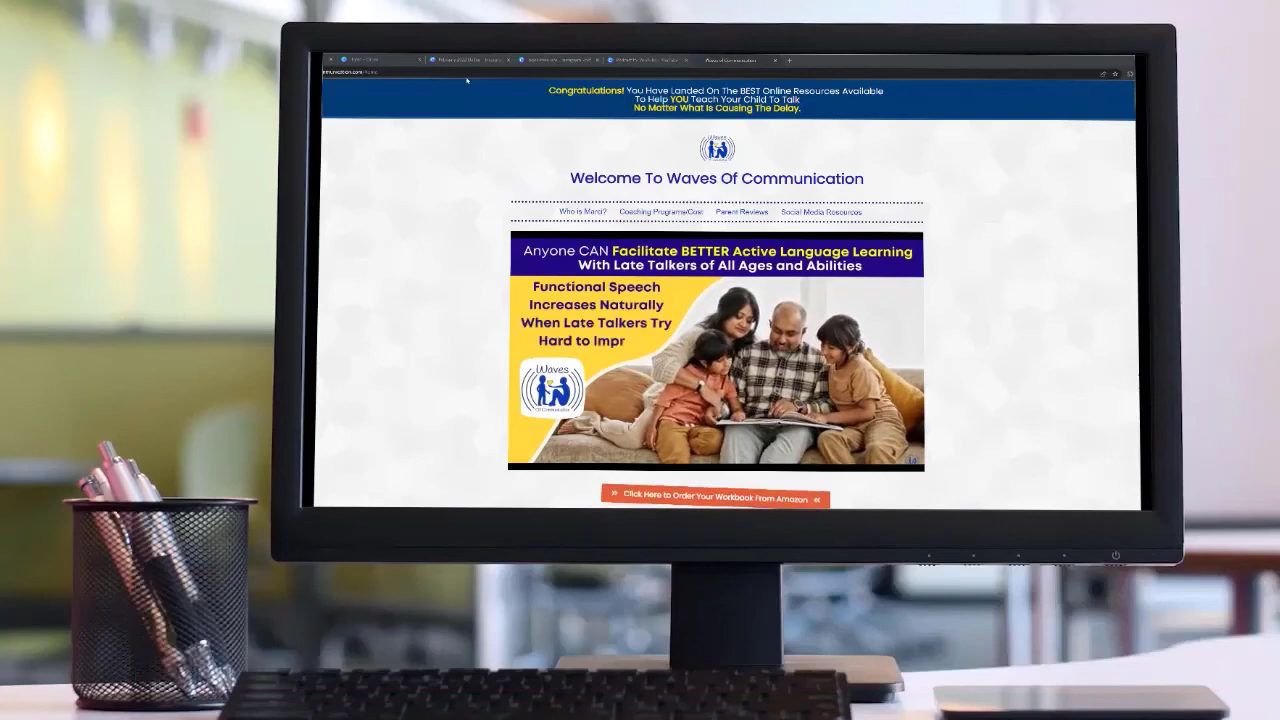 Waves of Communication
Congratulations! You Have Landed On The BEST Online Resources Available
To Help YOU Teach Your Child To Talk
No Matter What Is Causing The Delay.
Waves
Welcome To Waves Of Communication
Who is Marci? Coaching Programs/Cost Parent Reviews Social Media Resources
Anyone CAN Facilitate BETTER Active Language Learning
With Late Talkers of All Ages and Abilities
Functional Speech
Increases Naturally
When Late Talkers Try
Hard to Impr
Waves
Of Communication
» Click Here to Order Your Workbook From Amazon «